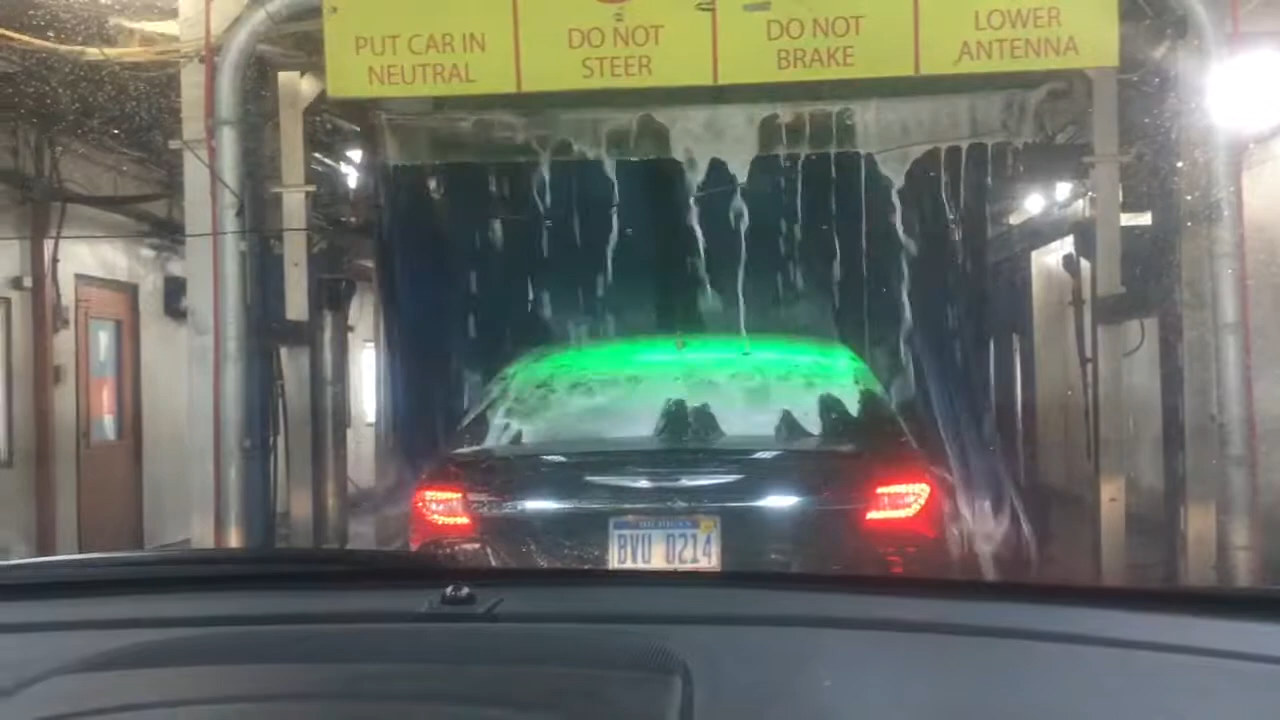 PUT CAR IN
NEUTRAL
DO NOT
STEER
DO NOT
BRAKE
LOWER
ANTENNA
BVU 0214